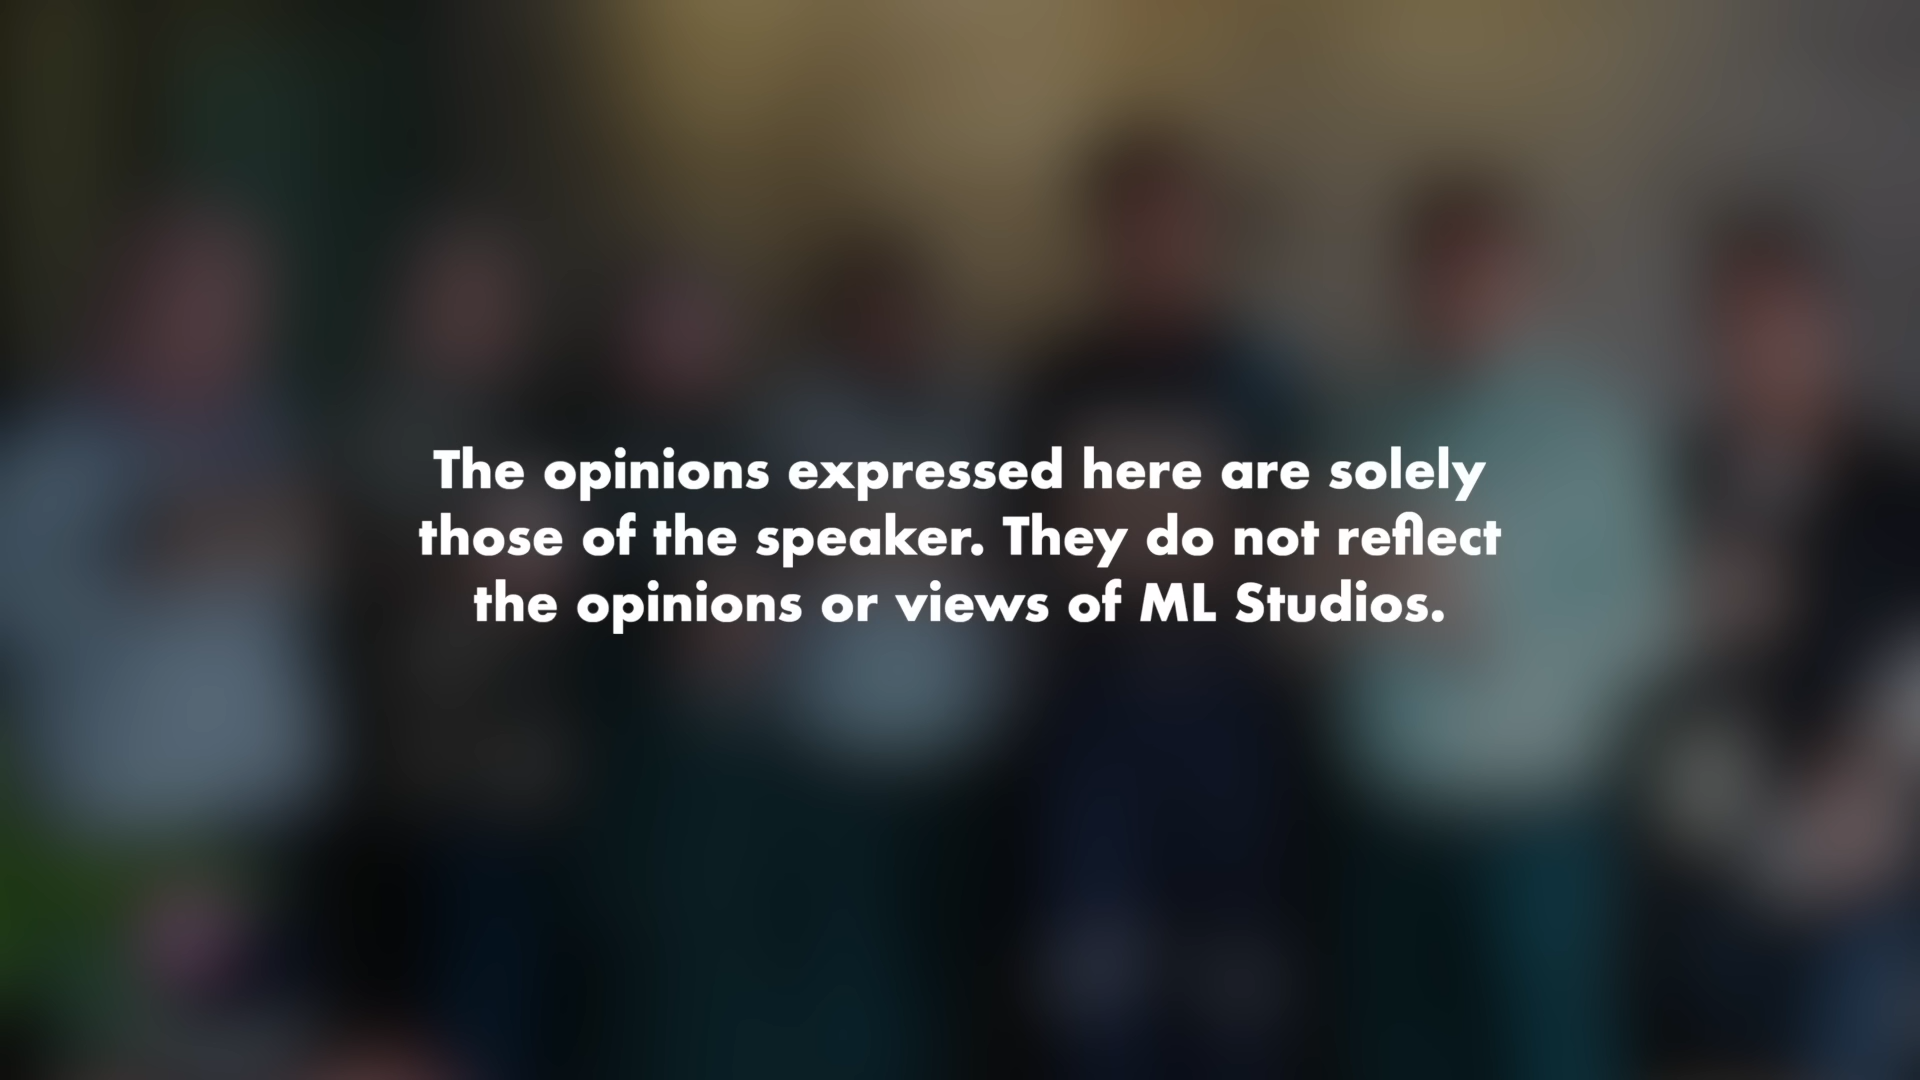 The opinions expressed here are solely
those of the speaker. They do not reflect
the opinions or views of ML Studios.